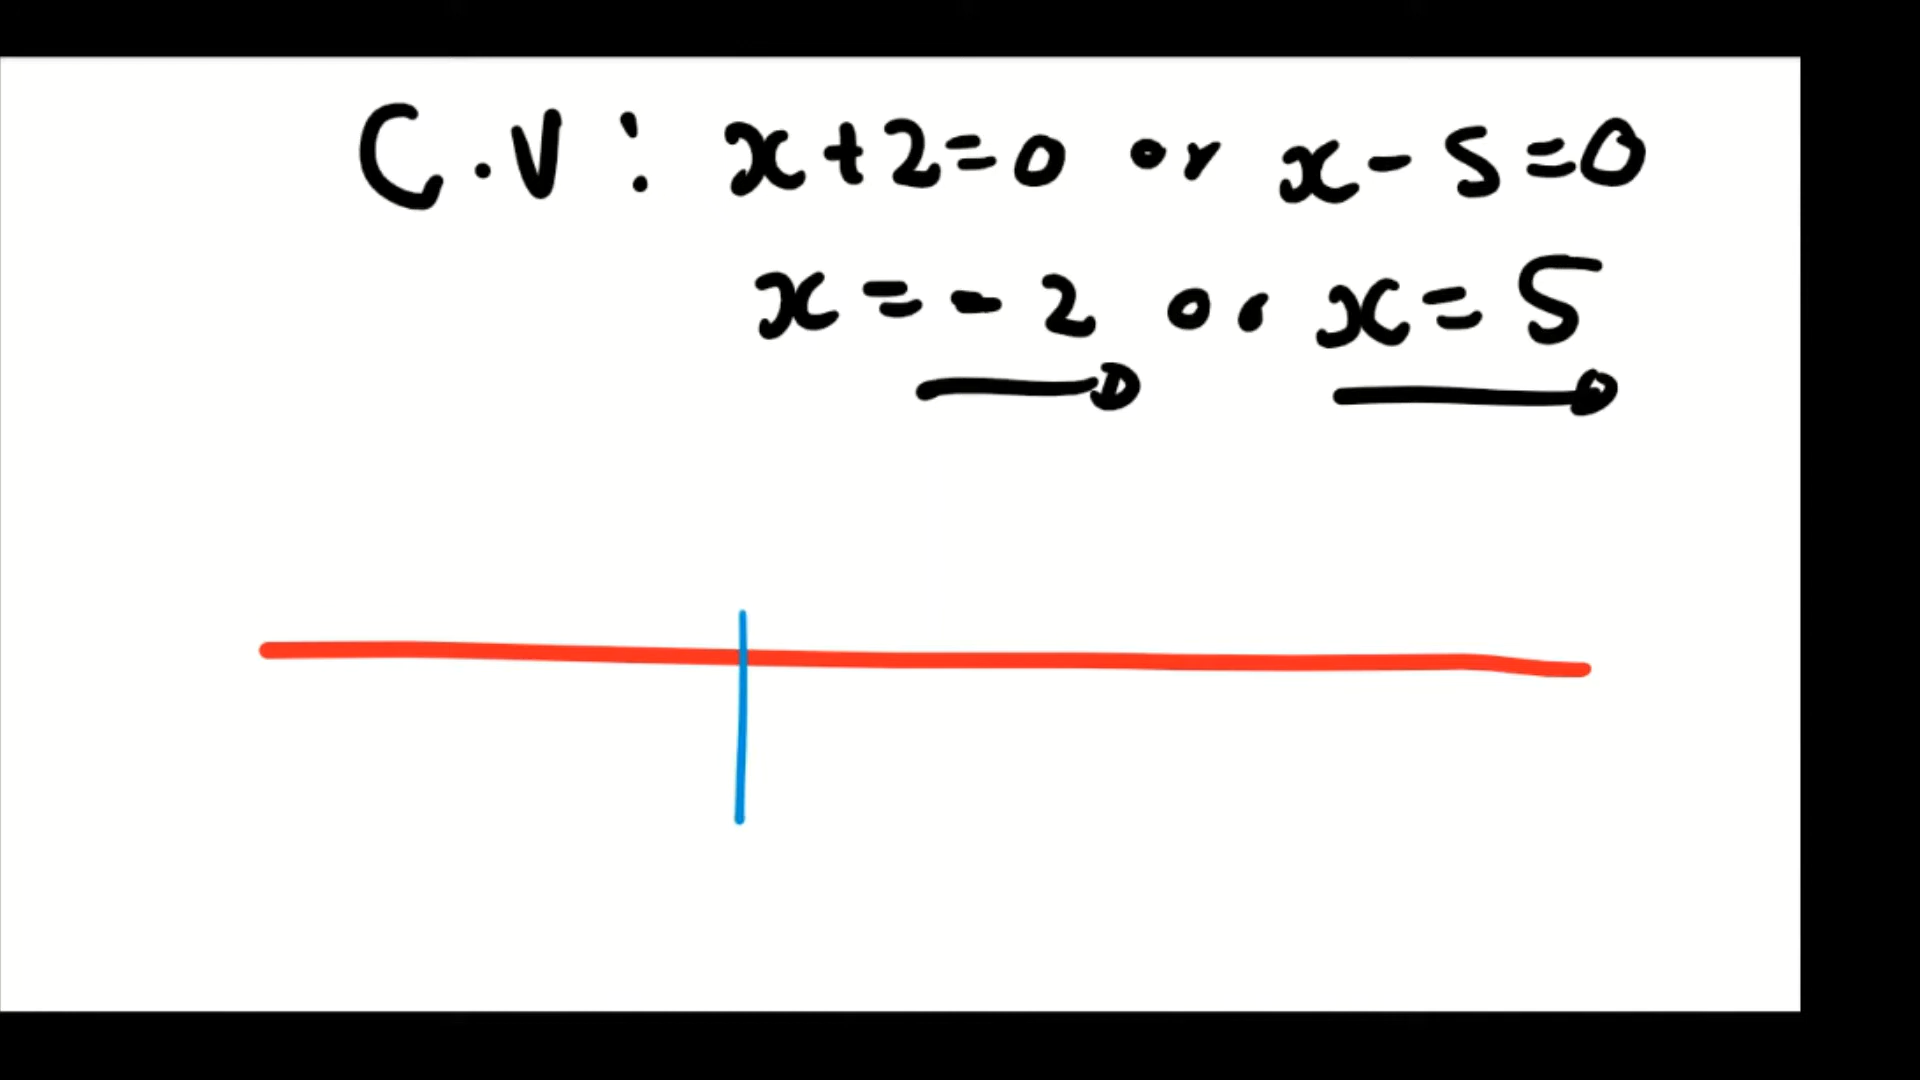 C.V: x+2=0 or x-5=0
x=-2 or x=5